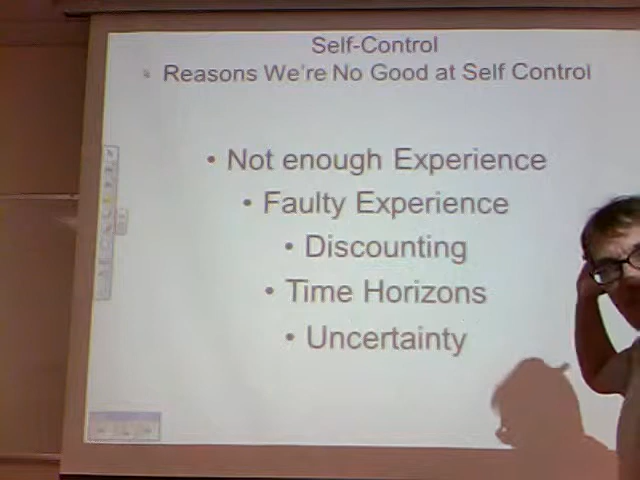 Self-Control
Reasons We're No Good at Self Control
• Not enough Experience
• Faulty Experience
• Discounting
• Time Horizons
• Uncertainty